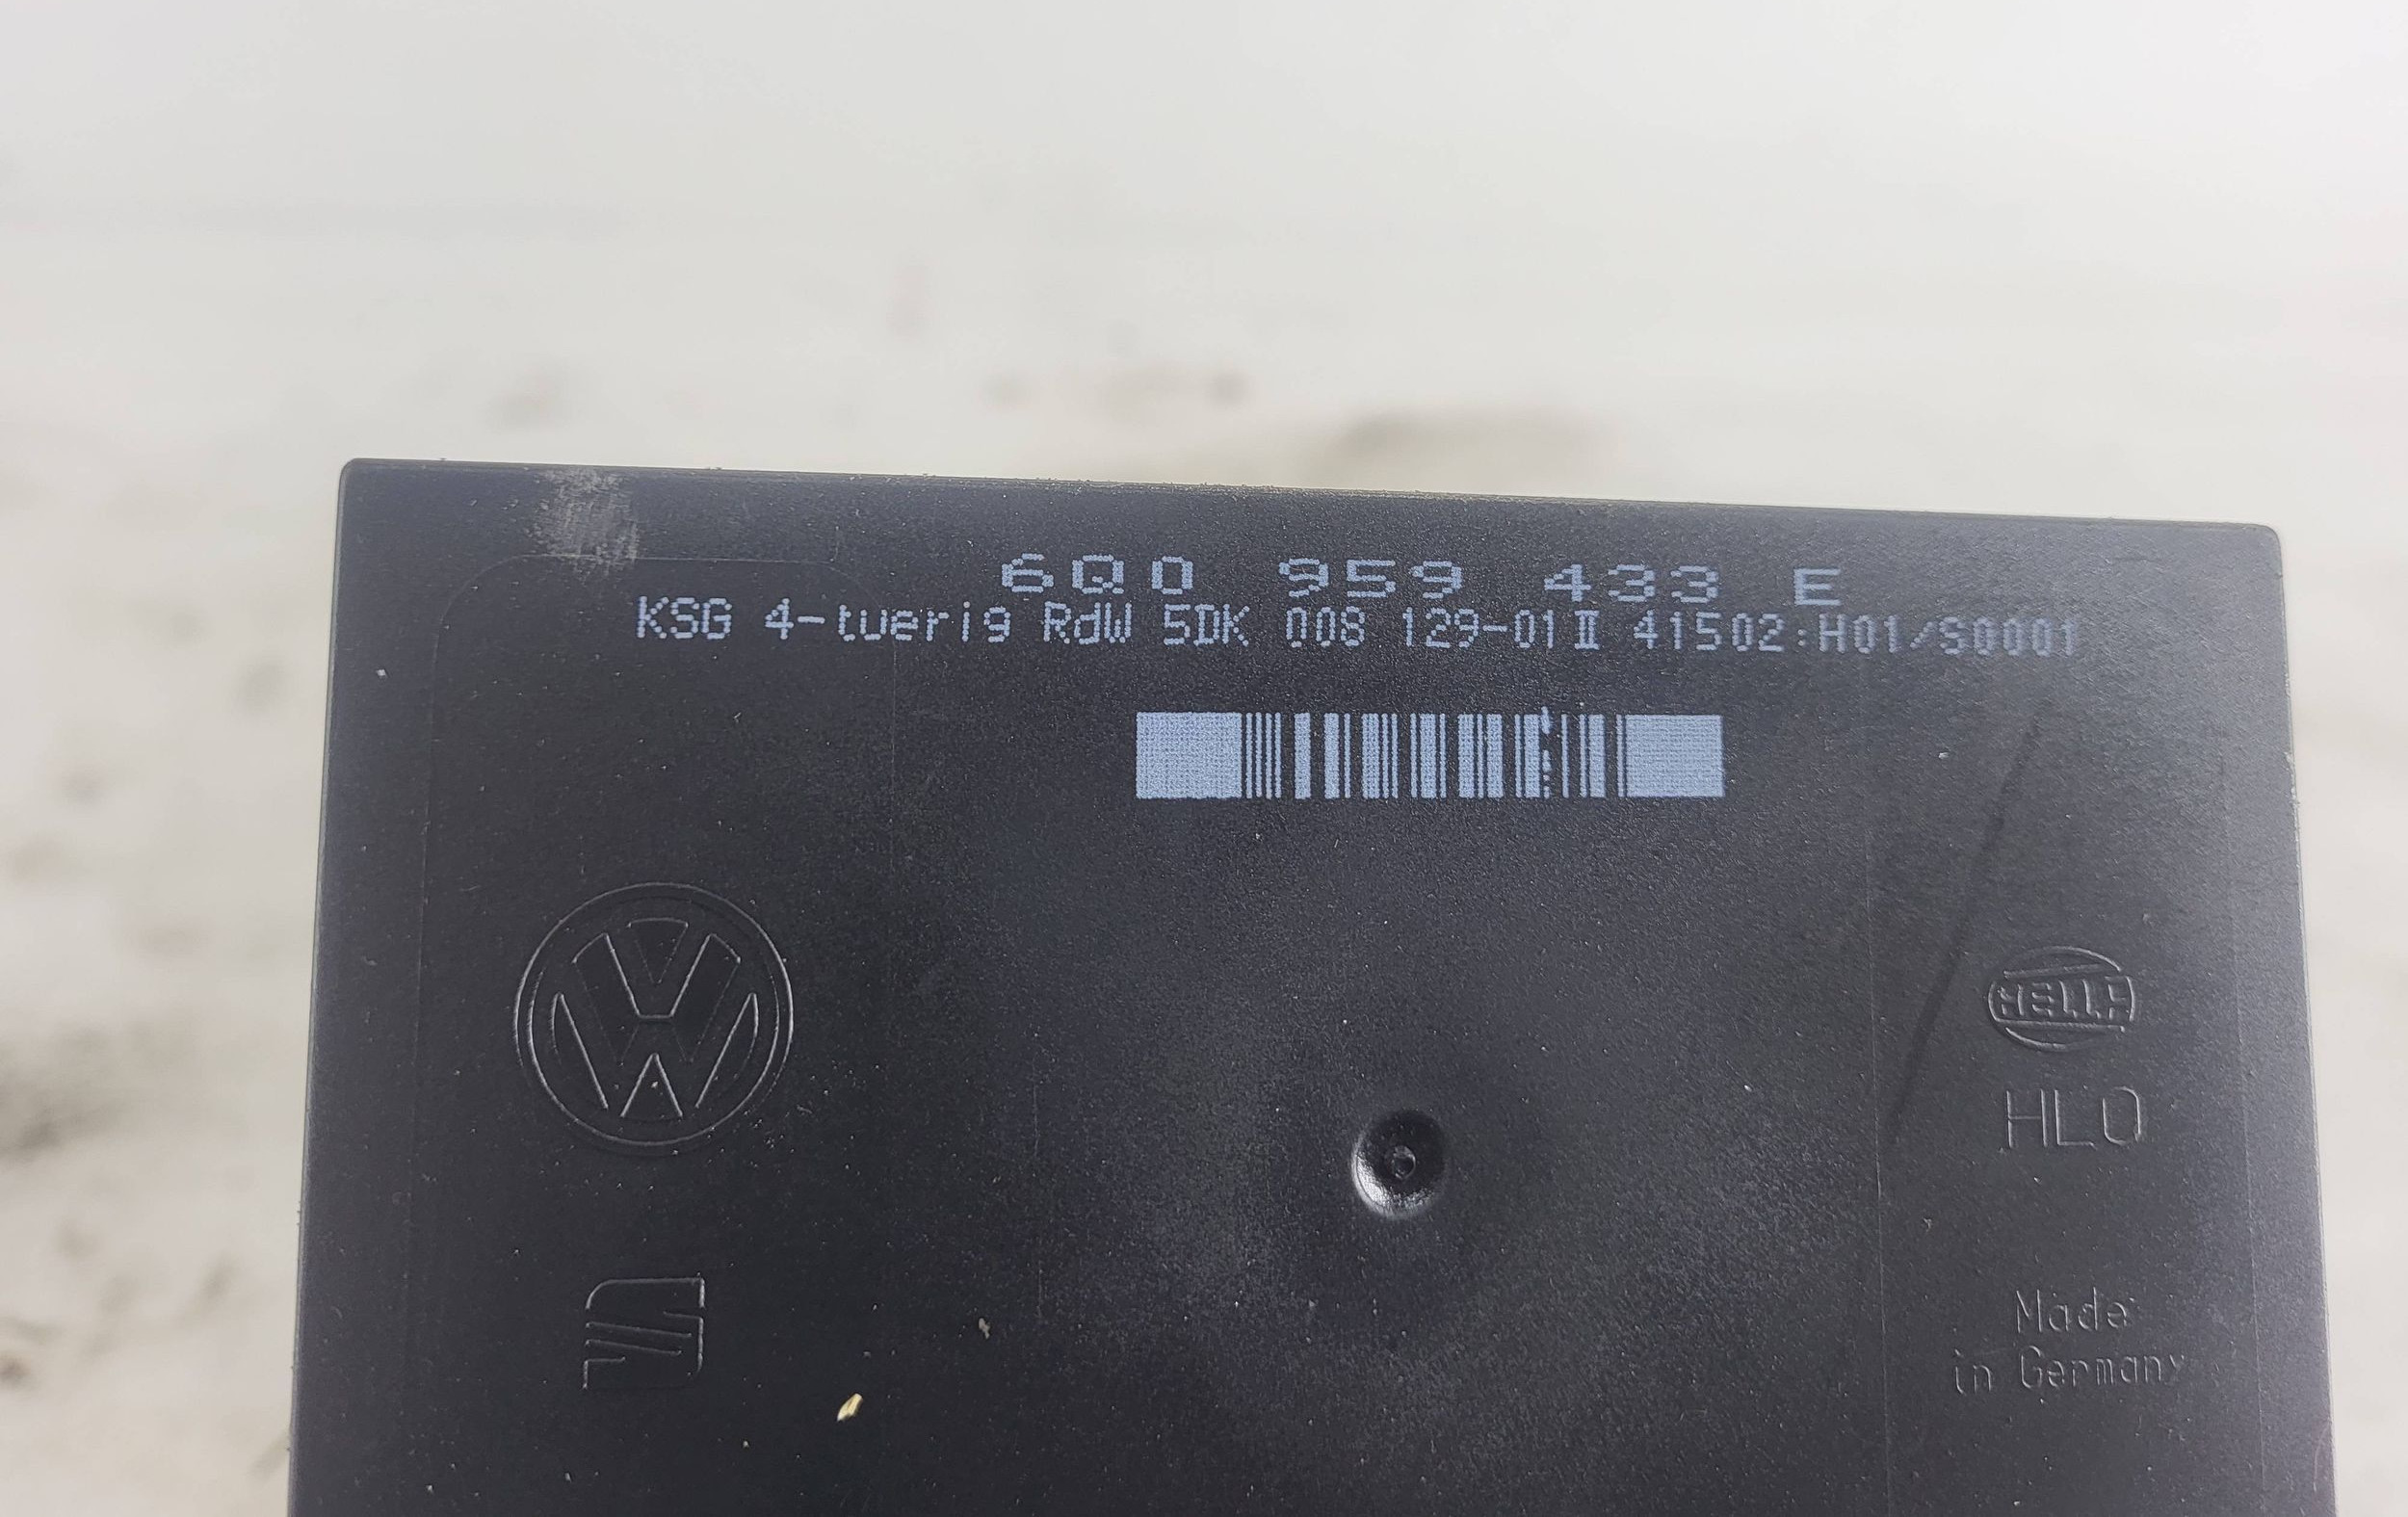 6Q0 959 433 E
KSG 4-tuerig RdW 5DK 008 129-01 II 41502:H01/S0001
HELLA
HLO
Made
in Germany